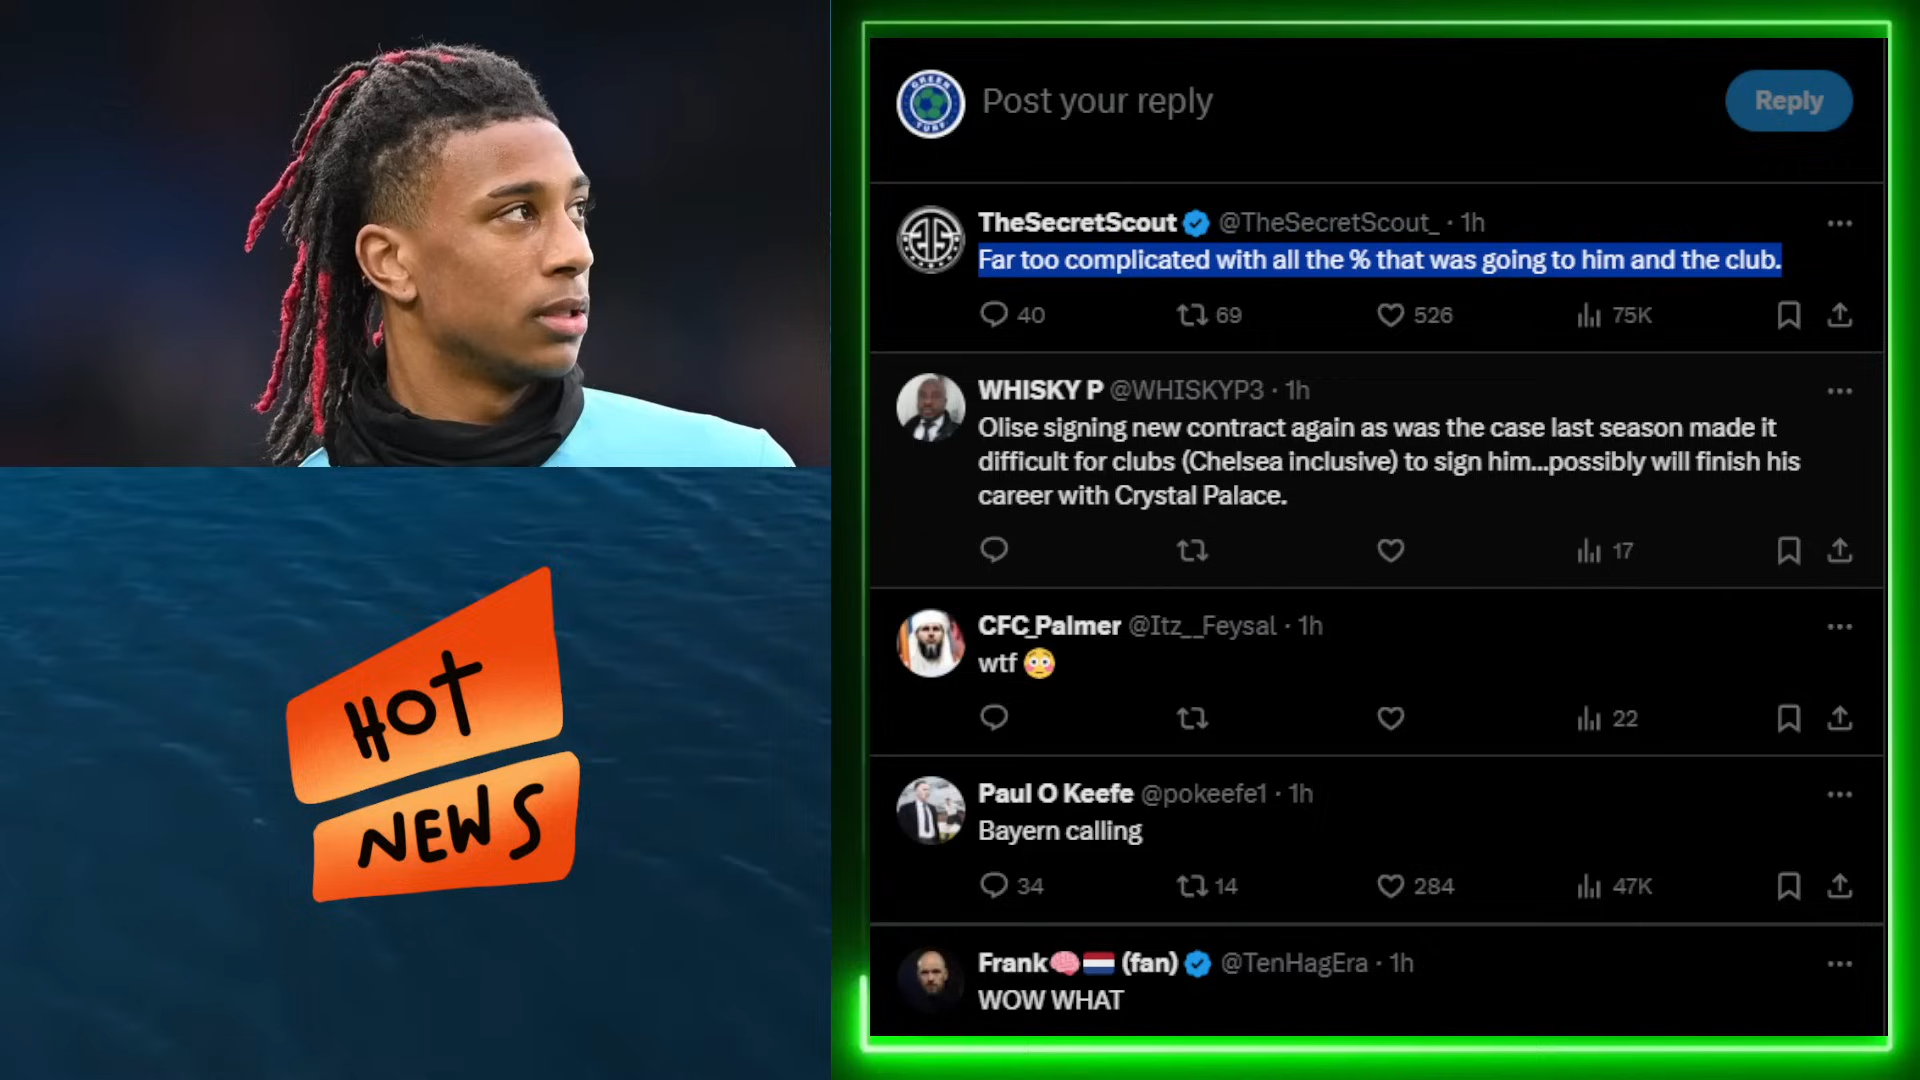 HOT
NEWS
GREEN
TURF
Post your reply
Reply
TheSecretScout @TheSecretScout_ · 1h
Far too complicated with all the % that was going to him and the club.
40 69 526 75K
WHISKY P @WHISKYP3 · 1h
Olise signing new contract again as was the case last season made it
difficult for clubs (Chelsea inclusive) to sign him...possibly will finish his
career with Crystal Palace.
17
CFC_Palmer @Itz__Feysal · 1h
wtf 😳
22
Paul O Keefe @pokeefe1 · 1h
Bayern calling
34 14 284 47K
Frank🧠🇳🇱 (fan) @TenHagEra · 1h
WOW WHAT